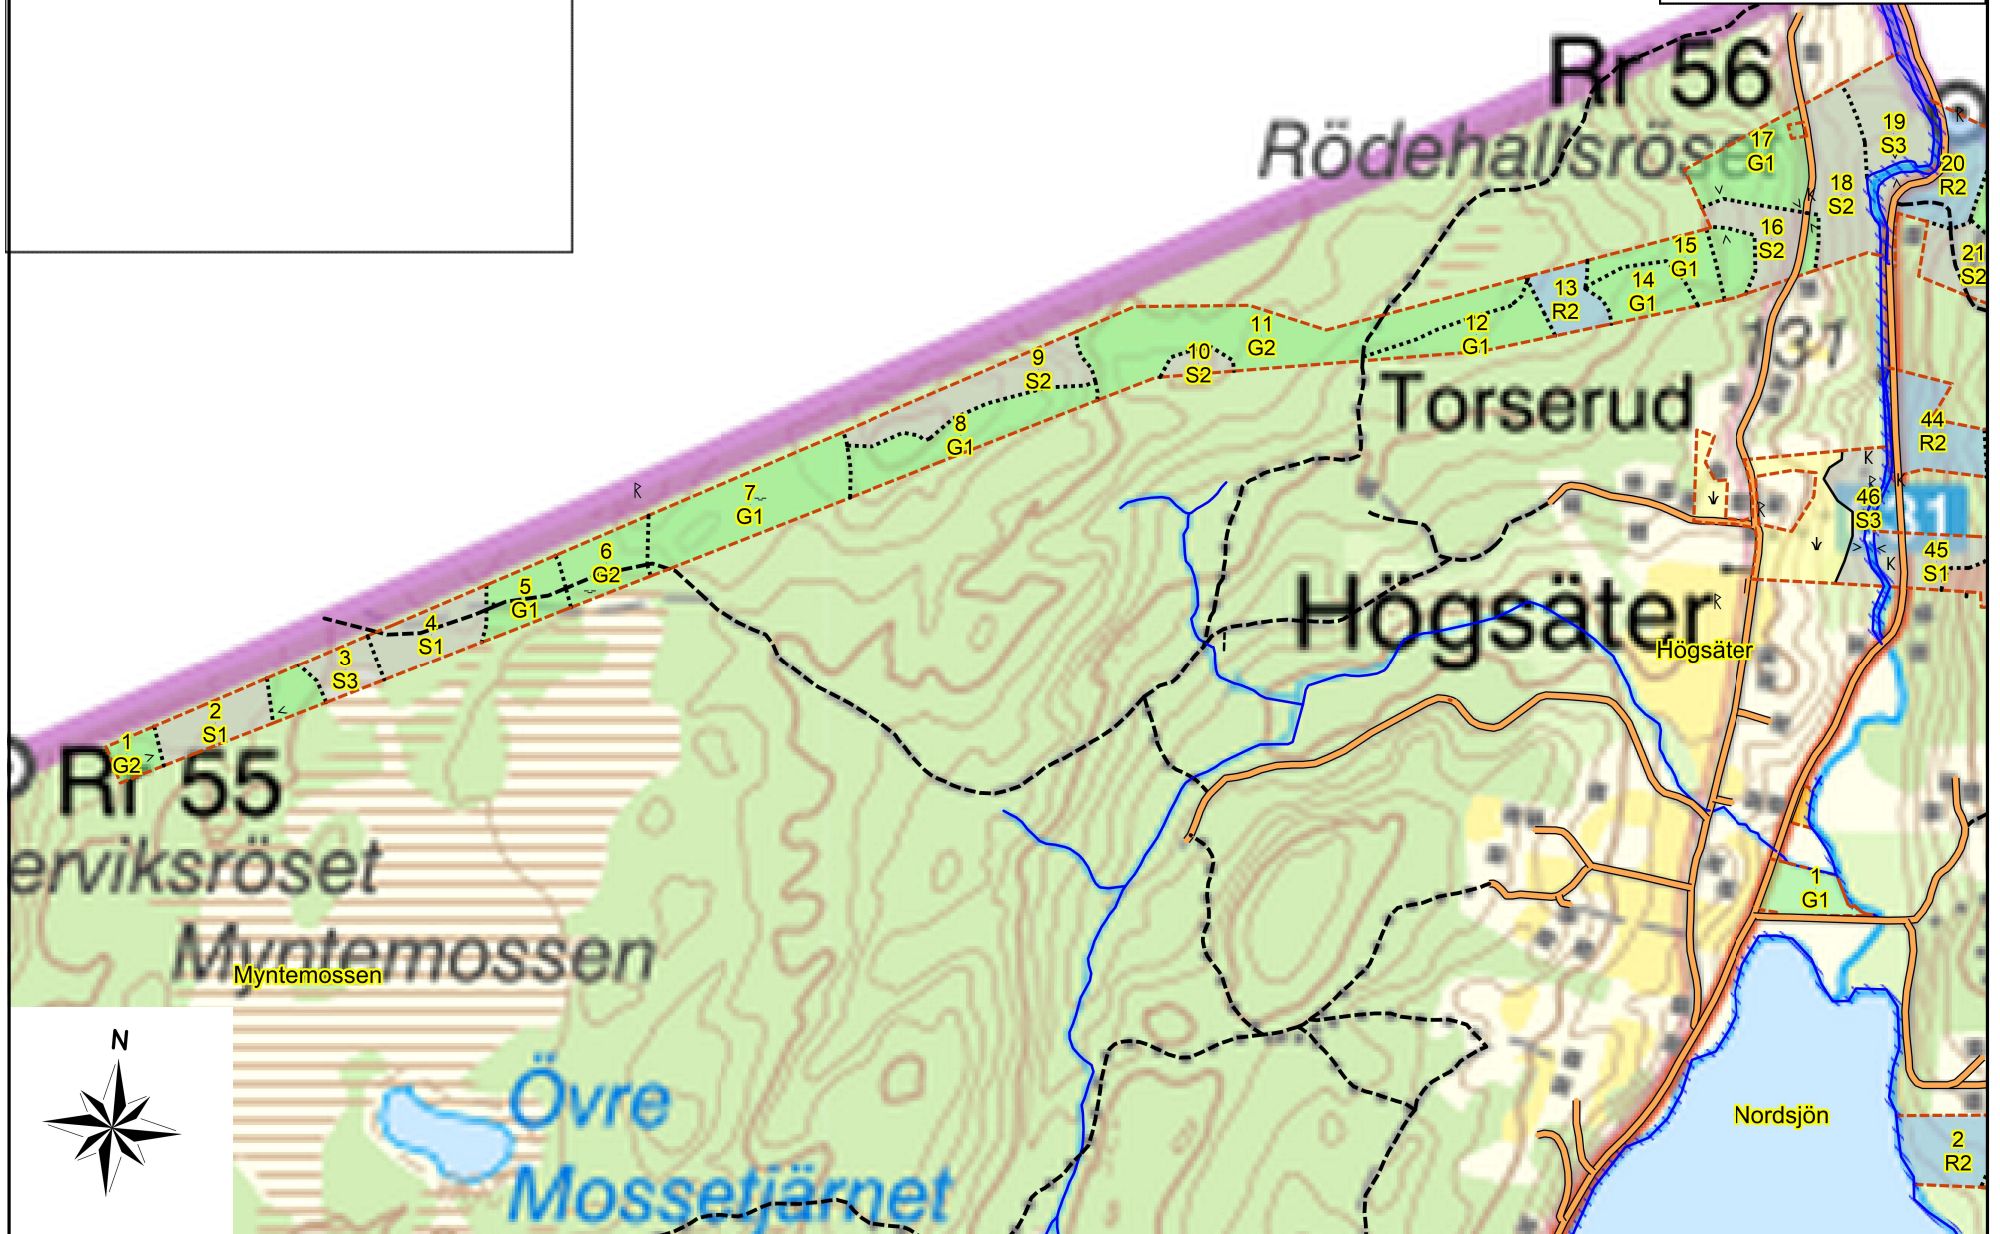 Rr 56
Rödehallsröset
17
G1
19
S3
20
R2
18
S2
16
S2
15
G1
21
S2
14
G1
13
R2
12
G1
11
G2
10
S2
9
S2
131
Torserud
8
G1
44
R2
7
G1
46
S3
31
45
S1
6
G2
5
G1
Högsäter
Högsäter
4
S1
3
S3
2
S1
1
G2
Rr 55
erviksröset
1
G1
Myntemossen
Myntemossen
N
Övre
Mossetjärnet
Nordsjön
2
R2